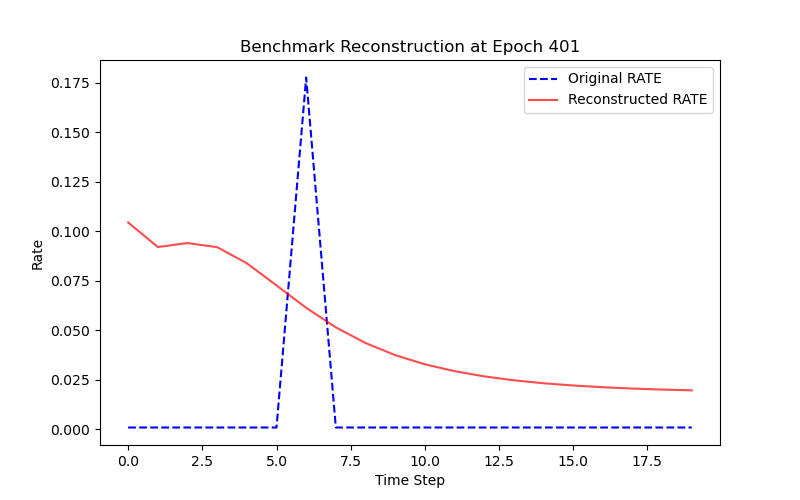 Benchmark Reconstruction at Epoch 401
Original RATE
Reconstructed RATE
Rate
0.175
0.150
0.125
0.100
0.075
0.050
0.025
0.000
0.0 2.5 5.0 7.5 10.0 12.5 15.0 17.5
Time Step